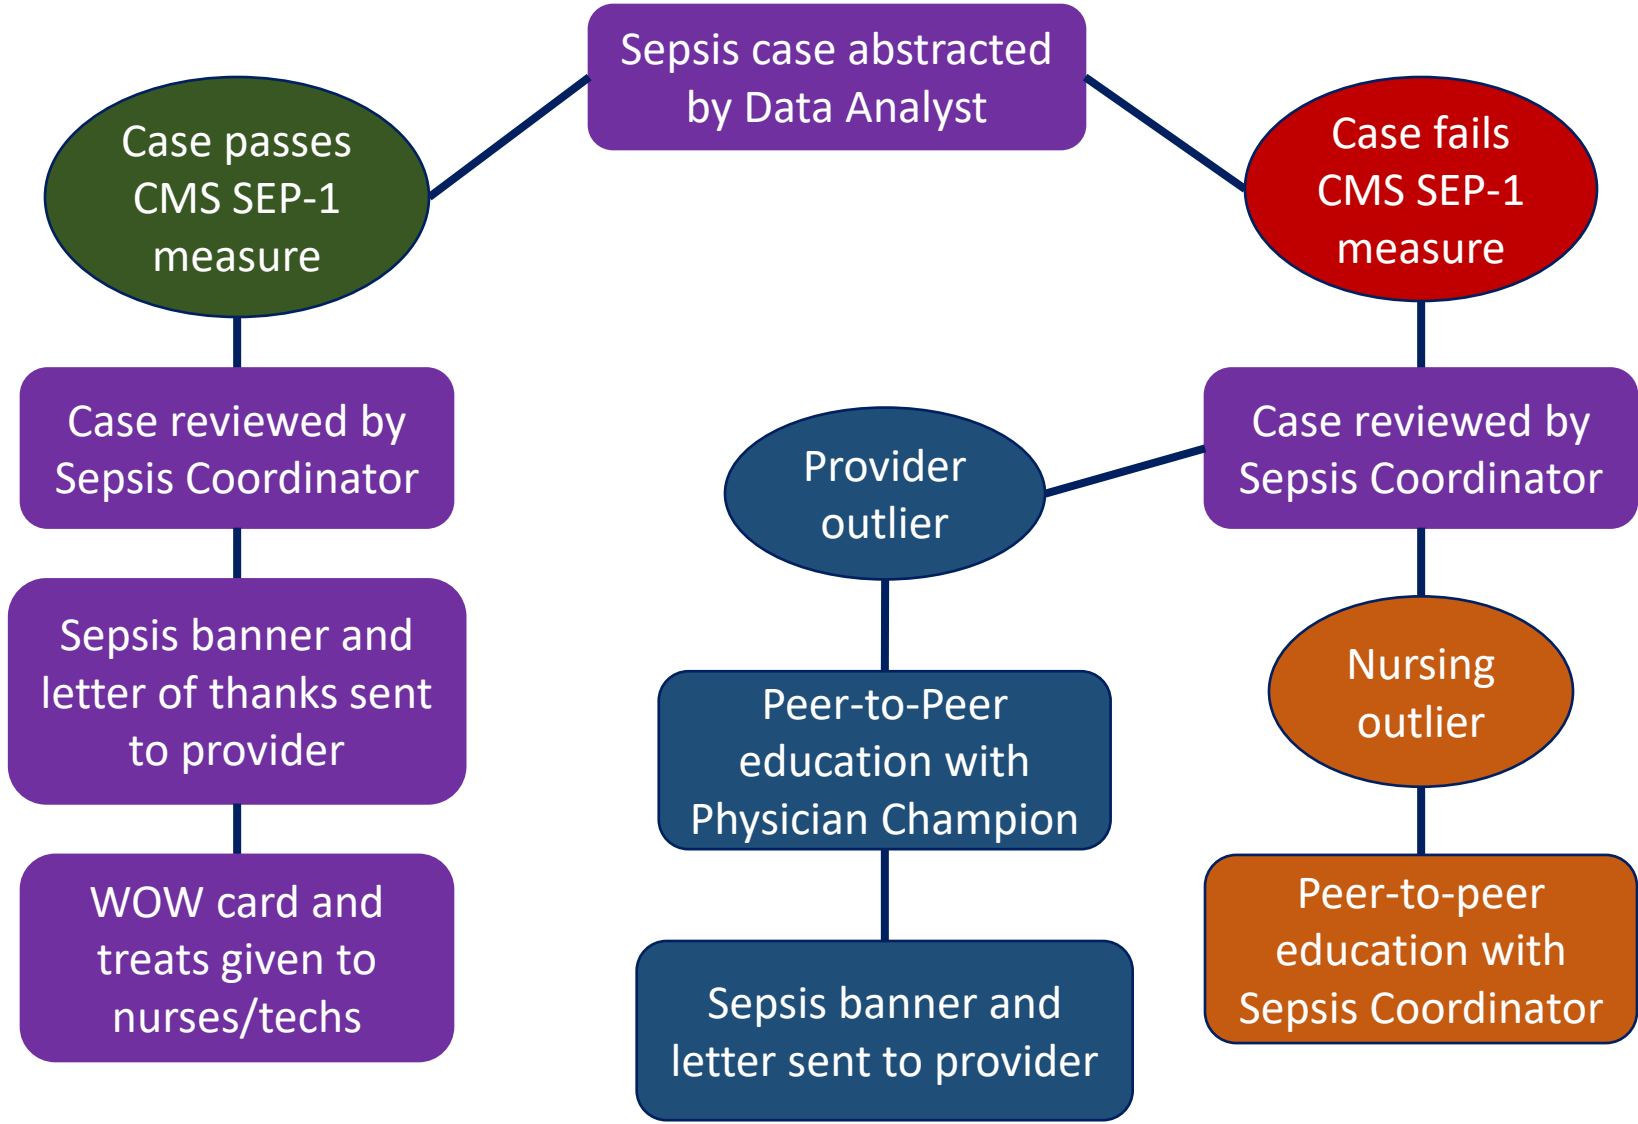 Sepsis case abstracted
by Data Analyst
Case passes
CMS SEP-1
measure
Case fails
CMS SEP-1
measure
Case reviewed by
Sepsis Coordinator
Sepsis banner and
letter of thanks sent
to provider
WOW card and
treats given to
nurses/techs
Provider
outlier
Peer-to-Peer
education with
Physician Champion
Sepsis banner and
letter sent to provider
Case reviewed by
Sepsis Coordinator
Nursing
outlier
Peer-to-peer
education with
Sepsis Coordinator